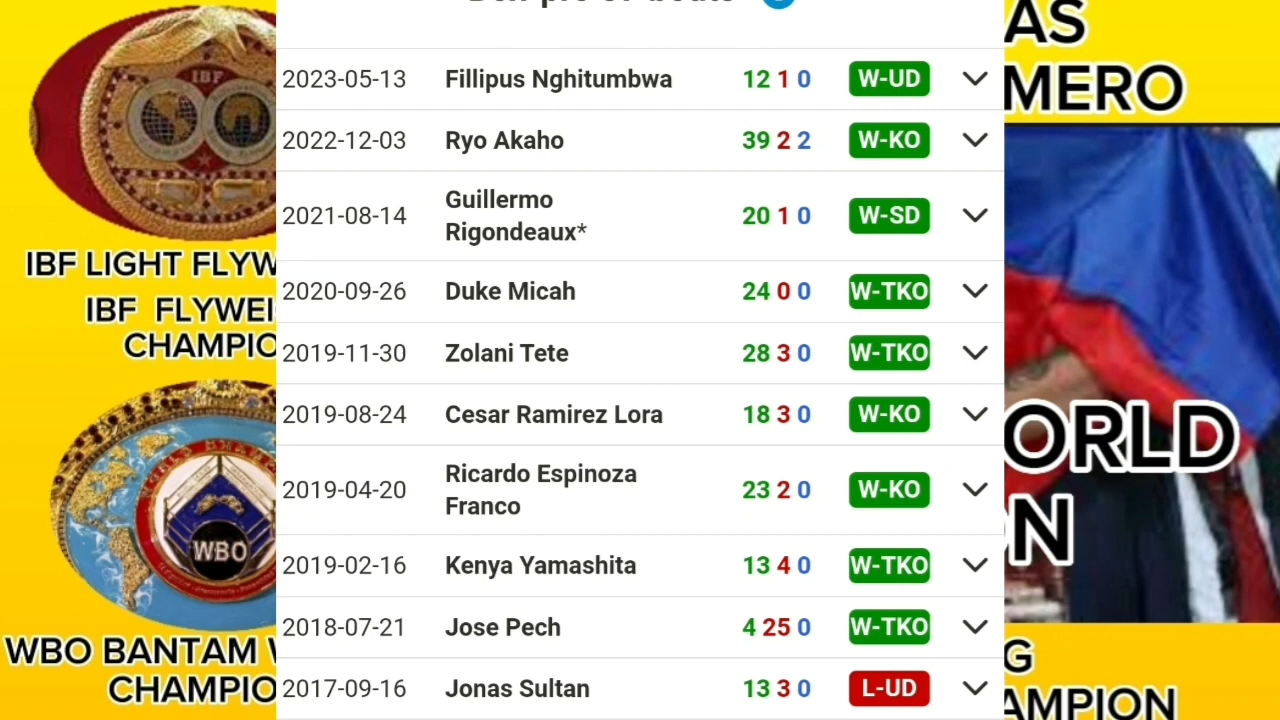 AS
MERO
IBF
IBF LIGHT FLYW
IBF FLYWEI
CHAMPIO
WBO
WBO BANTAM
CHAMPIO
2023-05-13 Fillipus Nghitumbwa 12 1 0 W-UD
2022-12-03 Ryo Akaho 39 2 2 W-KO
2021-08-14 Guillermo
Rigondeaux* 20 1 0 W-SD
2020-09-26 Duke Micah 24 0 0 W-TKO
2019-11-30 Zolani Tete 28 3 0 W-TKO
2019-08-24 Cesar Ramirez Lora 18 3 0 W-KO
2019-04-20 Ricardo Espinoza
Franco 23 2 0 W-KO
2019-02-16 Kenya Yamashita 13 4 0 W-TKO
2018-07-21 Jose Pech 4 25 0 W-TKO
2017-09-16 Jonas Sultan 13 3 0 L-UD
ORLD
N
G
AMPION